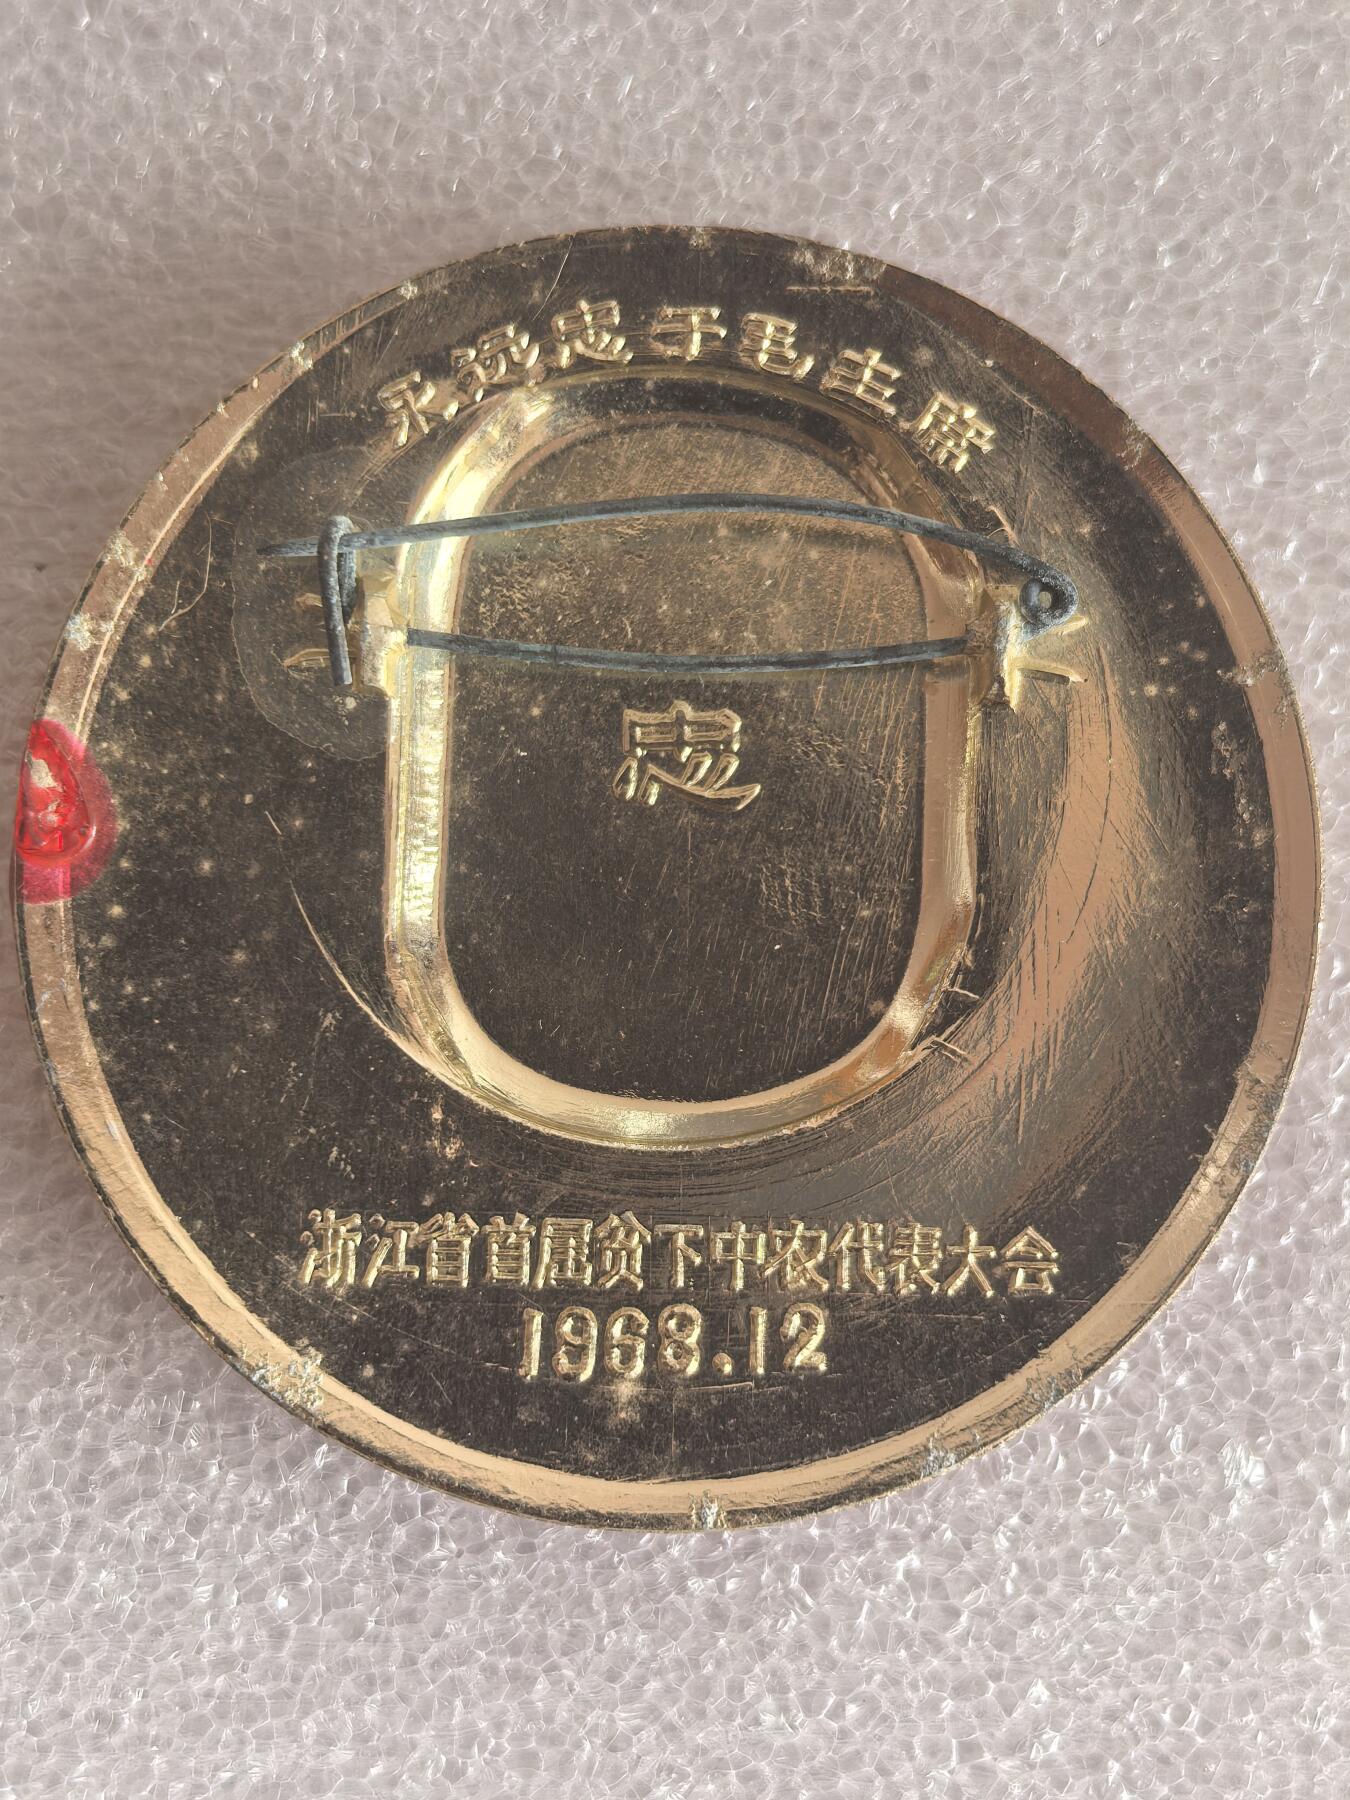 永远忠于毛主席
忠
浙江省首届贫下中农代表大会
1968.12